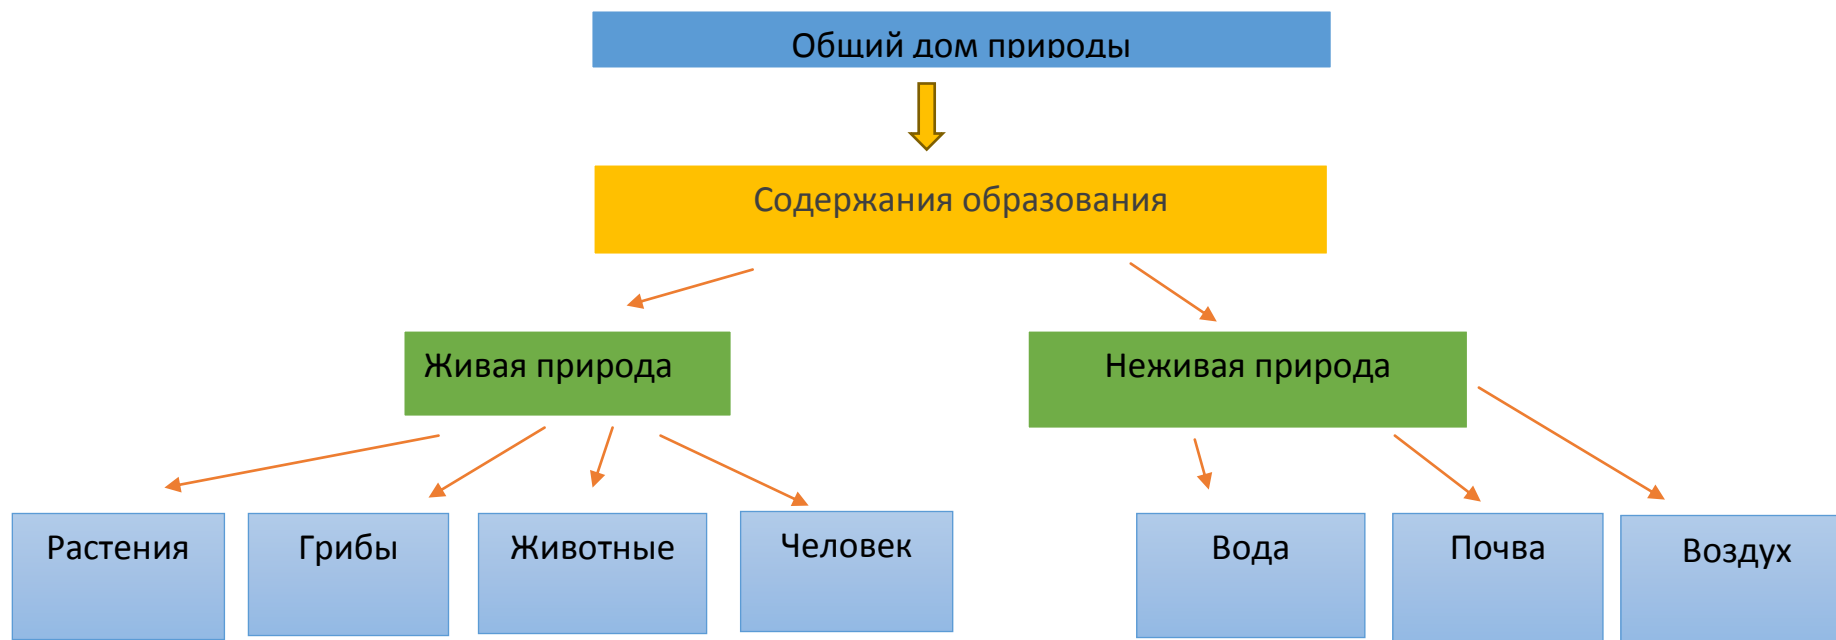 Общий дом природы
Содержания образования
Живая природа
Неживая природа
Растения
Грибы
Животные
Человек
Вода
Почва
Воздух